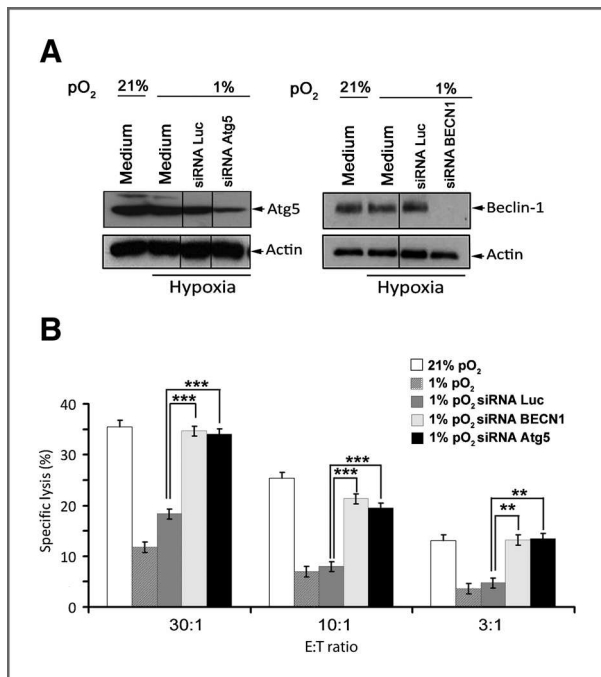 A
pO2 21% 1%
Medium
Medium
siRNA Luc
siRNA Atg5
Atg5
Actin
Hypoxia
pO2 21% 1%
Medium
Medium
siRNA Luc
siRNA BECN1
Beclin-1
Actin
Hypoxia
B
21% pO2
1% pO2
1% pO2 siRNA Luc
1% pO2 siRNA BECN1
1% pO2 siRNA Atg5
Specific lysis (%)
40
30
20
10
0
***
***
***
***
**
**
30:1 10:1 3:1
E:T ratio